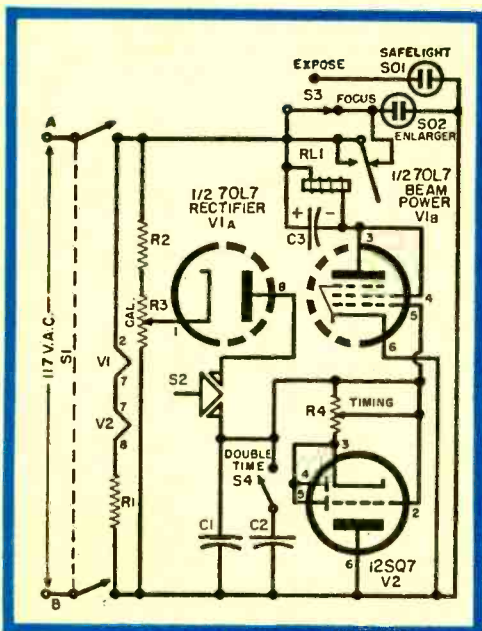 SAFELIGHT
EXPOSE
SO1
S3
FOCUS
SO2
ENLARGER
A
RL1
1/2 70L7
BEAM
POWER
V1B
1/2 70L7
RECTIFIER
V1A
+
-
C3
3
R2
8
4
5
R3
CAL.
1
6
117 V.A.C.
S1
2
V1
7
S2
R4
TIMING
V2
7
8
DOUBLE
TIME
S4
3
4
5
2
R1
C1
C2
6
12SQ7
V2
B